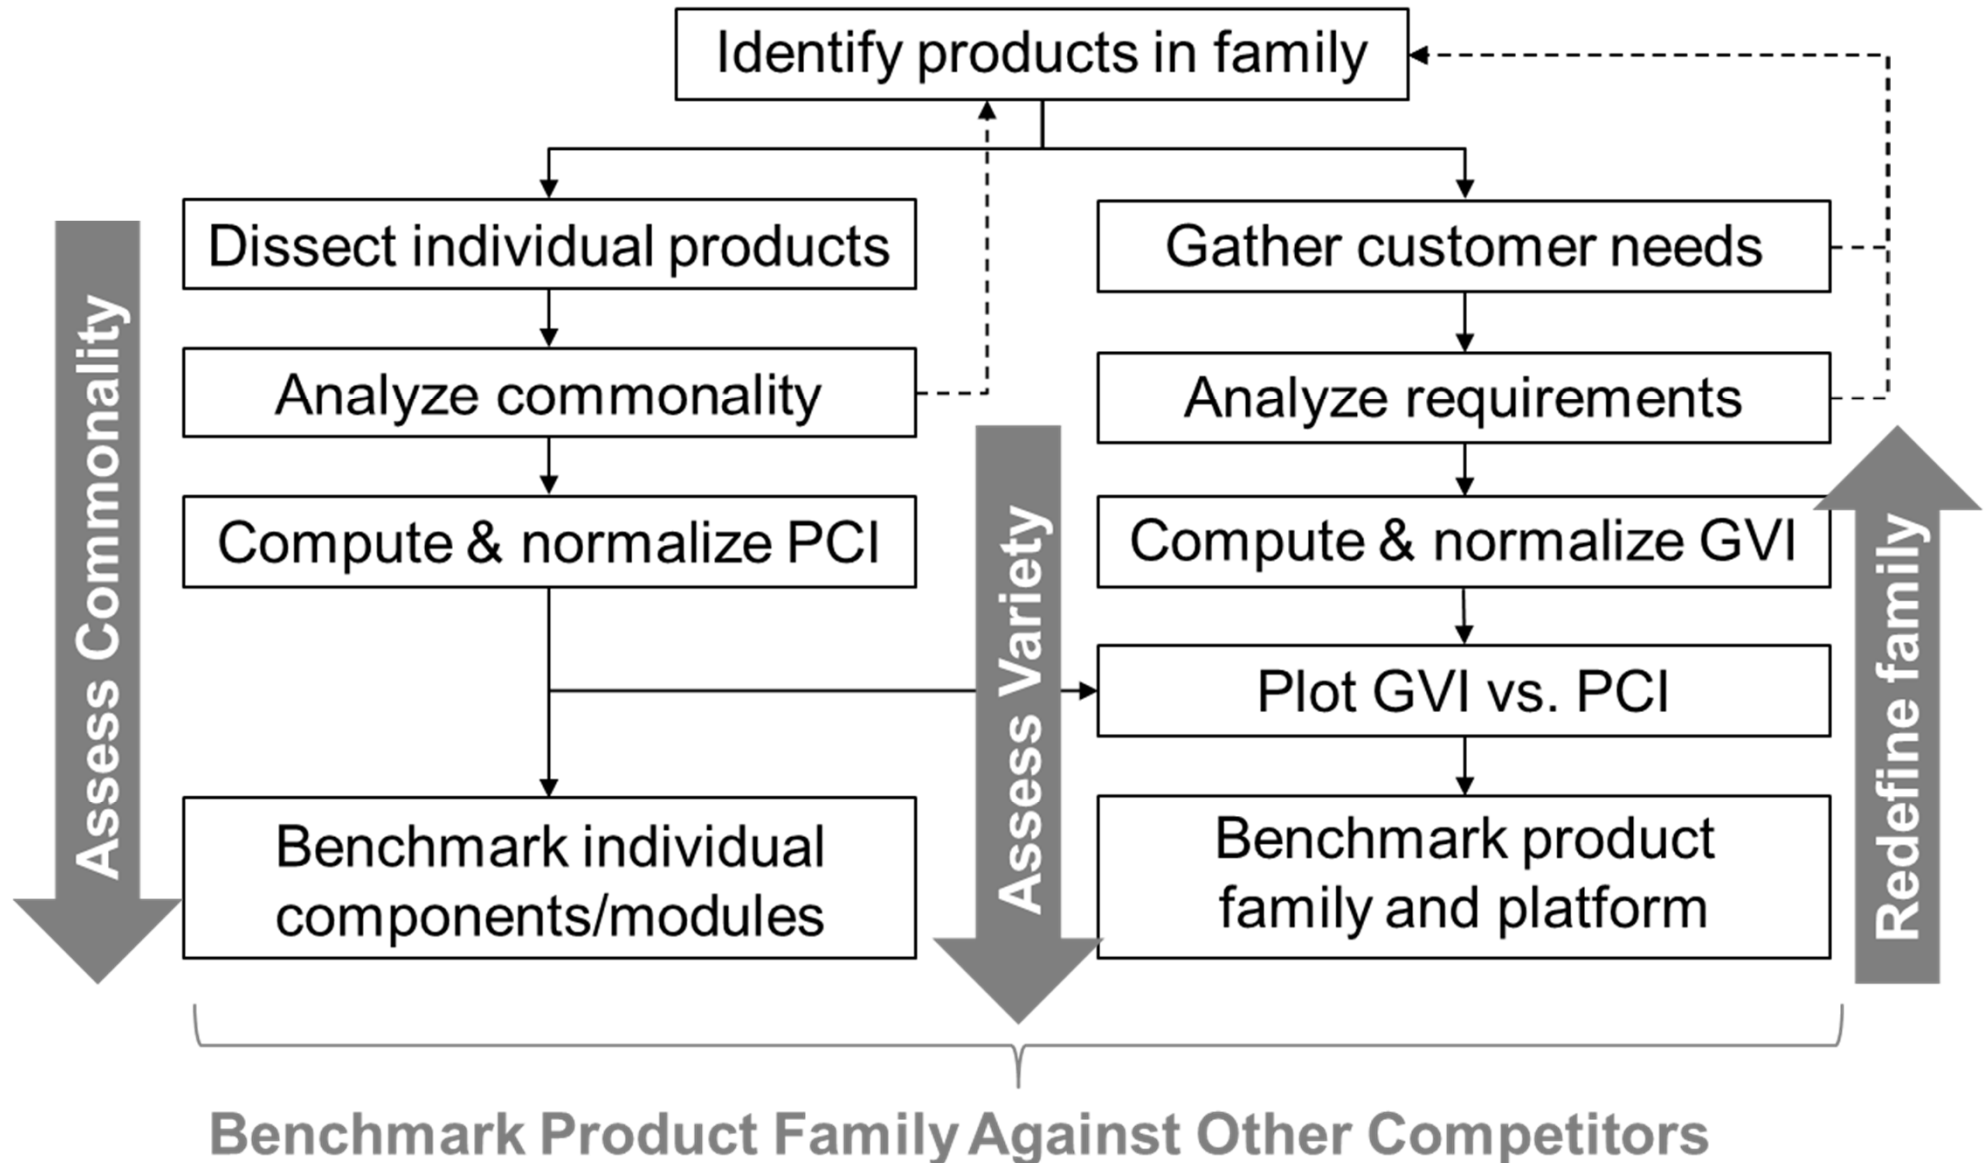 Identify products in family
Dissect individual products
Analyze commonality
Compute & normalize PCI
Benchmark individual
components/modules
Gather customer needs
Analyze requirements
Compute & normalize GVI
Plot GVI vs. PCI
Benchmark product
family and platform
Assess Commonality
Assess Variety
Redefine family
Benchmark Product Family Against Other Competitors